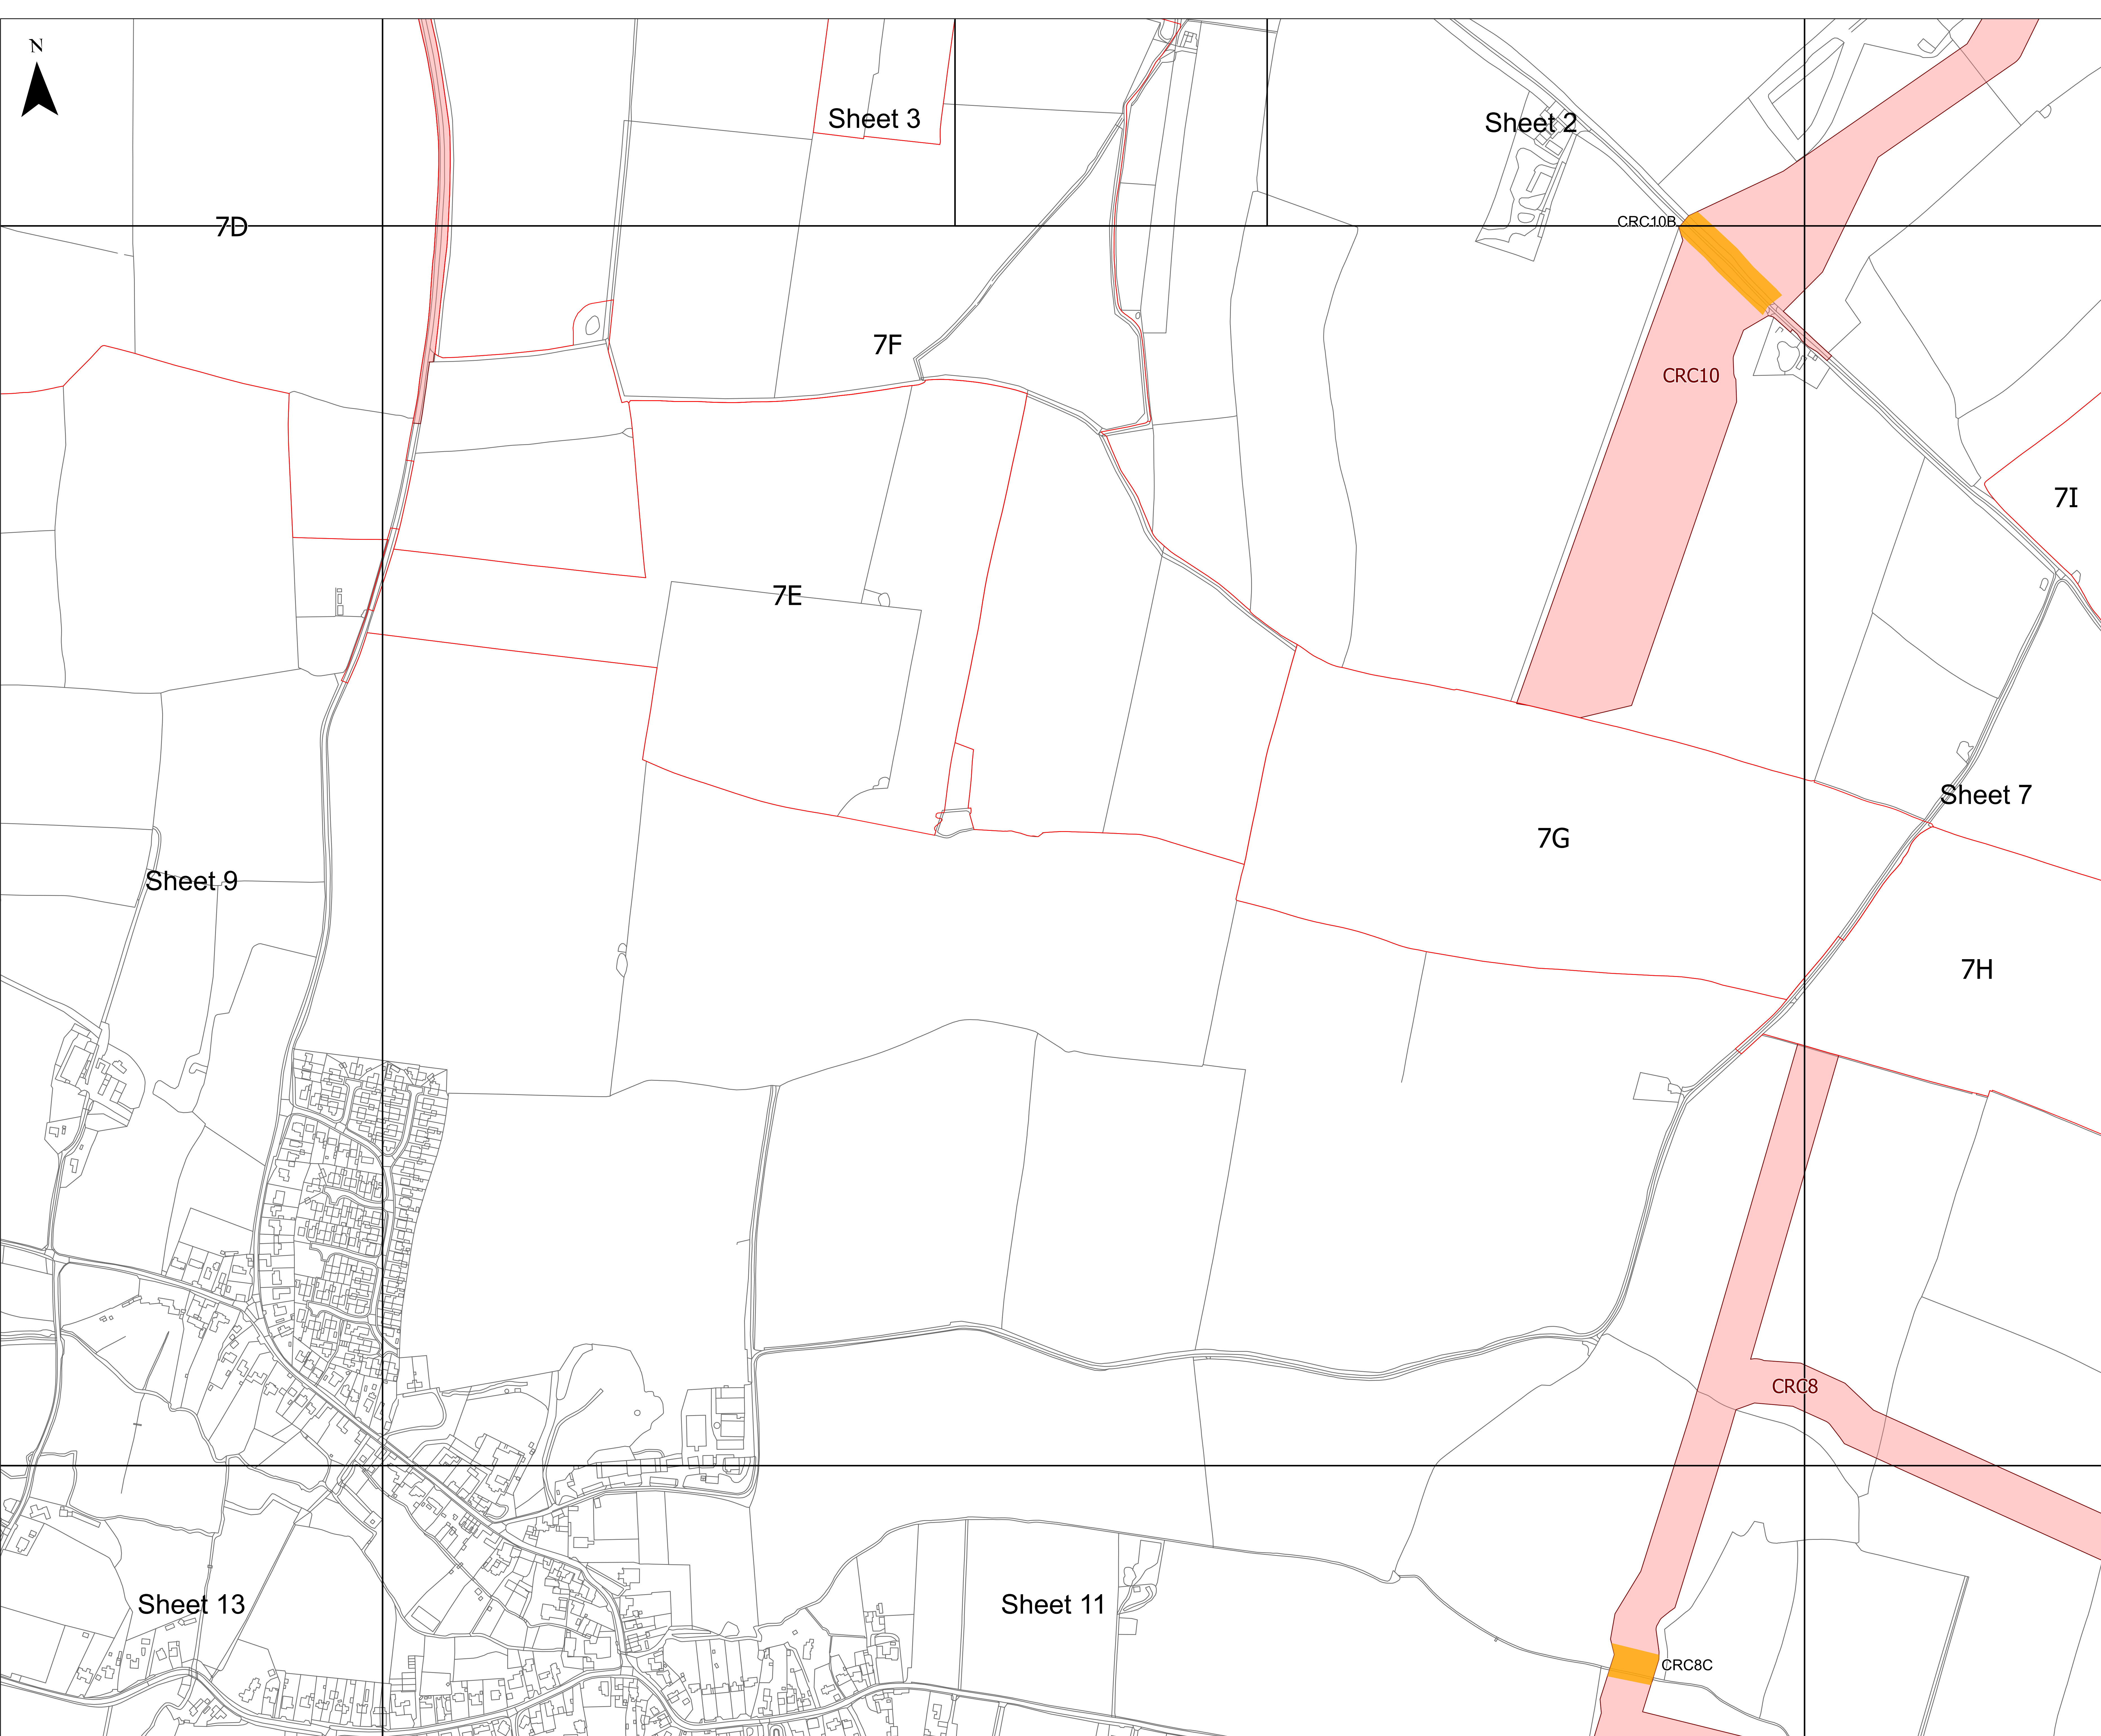 N
Sheet 3
Sheet 2
7D
CRC10B
7F
CRC10
7I
7E
Sheet 7
7G
Sheet 9
7H
CRC8
Sheet 13
Sheet 11
CRC8C